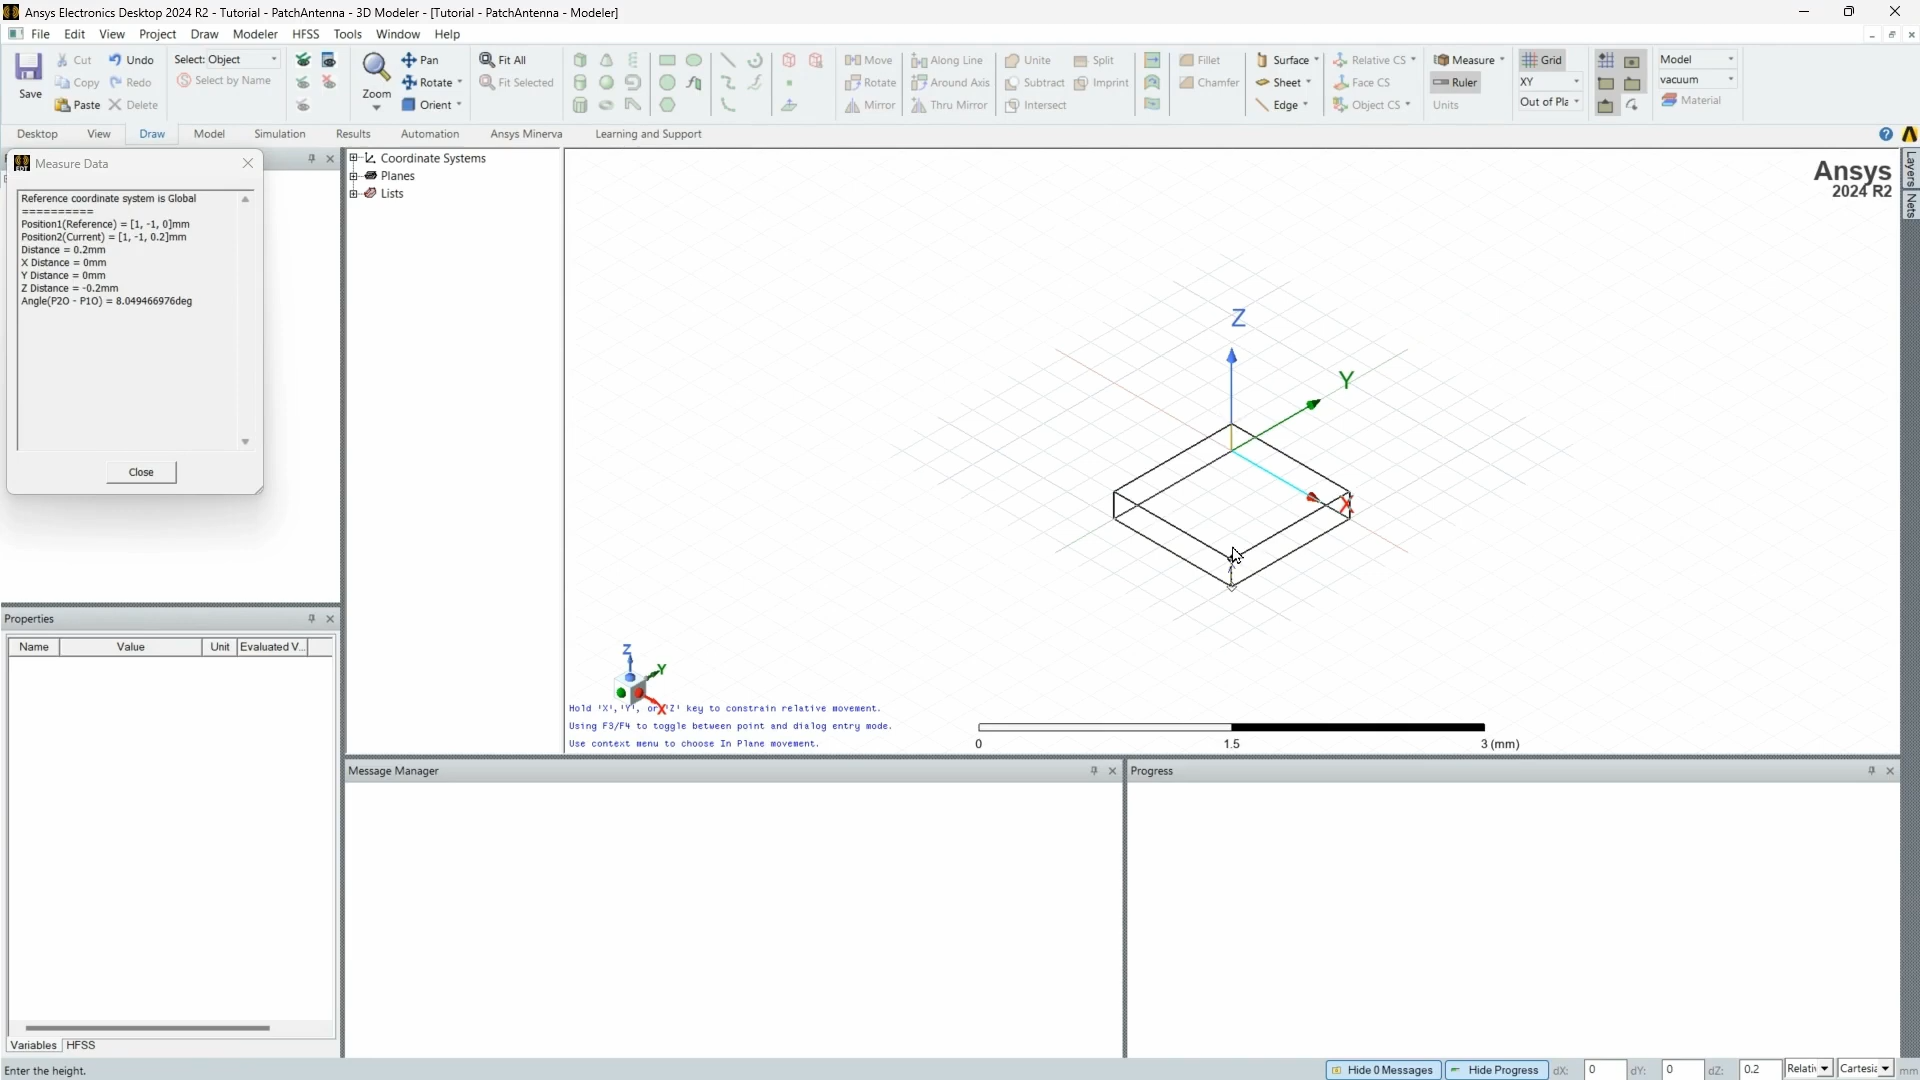 Ansys Electronics Desktop 2024 R2 - Tutorial - PatchAntenna - 3D Modeler - [Tutorial - PatchAntenna - Modeler]
File Edit View Project Draw Modeler HFSS Tools Window Help
Save Cut Copy Paste Undo Redo Delete
Select: Object
Select by Name
Zoom Pan Rotate Orient
Fit All
Fit Selected
Move Rotate Mirror
Along Line
Around Axis
Thru Mirror
Unite Subtract Intersect Split Imprint
Fillet Chamfer
Surface Sheet Edge
Relative CS
Face CS
Object CS
Measure Ruler Units
Grid
XY
Out of Pla
Model
vacuum
Material
Desktop View Draw Model Simulation Results Automation Ansys Minerva Learning and Support
Measure Data
Reference coordinate system is Global
==========
Position1(Reference) = [1, -1, 0]mm
Position2(Current) = [1, -1, 0.2]mm
Distance = 0.2mm
X Distance = 0mm
Y Distance = 0mm
Z Distance = -0.2mm
Angle(P2O - P1O) = 8.049466976deg
Close
Coordinate Systems
Planes
Lists
Ansys
2024 R2
Layers
Nets
Z
Y
X
Z
Y
X
Hold 'X','Y', or 'Z' key to constrain relative movement.
Using F3/F4 to toggle between point and dialog entry mode.
Use context menu to choose In Plane movement.
0 1.5 3 (mm)
Properties
Name Value Unit Evaluated V...
Variables HFSS
Message Manager
Progress
Enter the height.
Hide 0 Messages Hide Progress dX: 0 dY: 0 dZ: 0.2 Relativ Cartesia mm